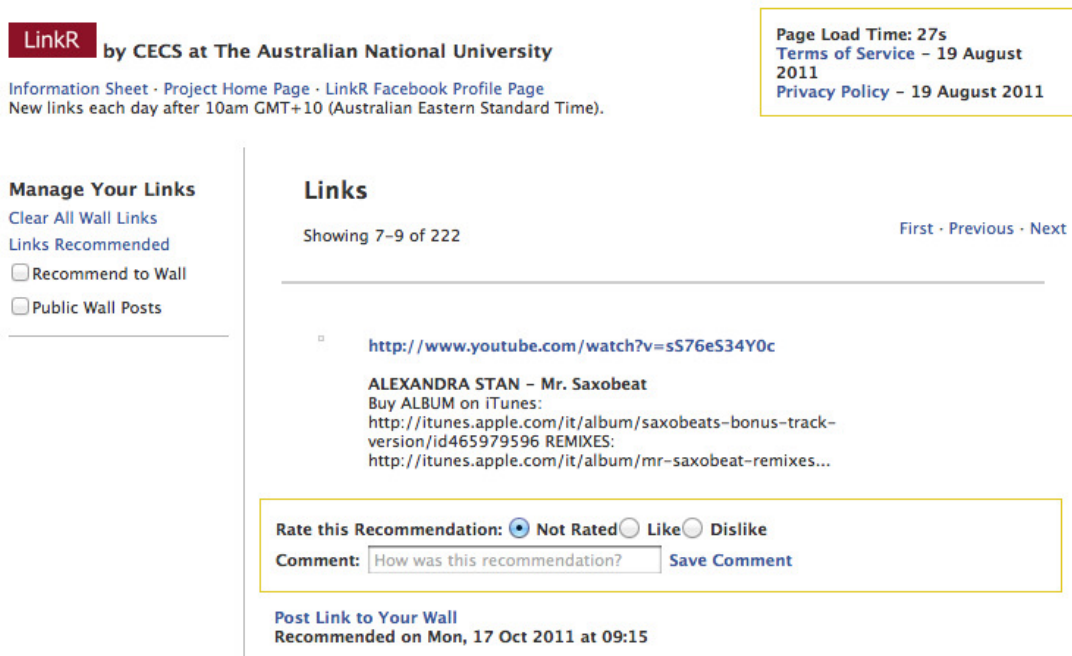 LinkR by CECS at The Australian National University
Information Sheet · Project Home Page · LinkR Facebook Profile Page
New links each day after 10am GMT+10 (Australian Eastern Standard Time).
Page Load Time: 27s
Terms of Service – 19 August
2011
Privacy Policy – 19 August 2011
Manage Your Links
Clear All Wall Links
Links Recommended
Recommend to Wall
Public Wall Posts
Links
Showing 7–9 of 222
First · Previous · Next
http://www.youtube.com/watch?v=sS76eS34Y0c
ALEXANDRA STAN – Mr. Saxobeat
Buy ALBUM on iTunes:
http://itunes.apple.com/it/album/saxobeats-bonus-track-
version/id465979596 REMIXES:
http://itunes.apple.com/it/album/mr-saxobeat-remixes...
Rate this Recommendation: Not Rated Like Dislike
Comment: How was this recommendation? Save Comment
Post Link to Your Wall
Recommended on Mon, 17 Oct 2011 at 09:15